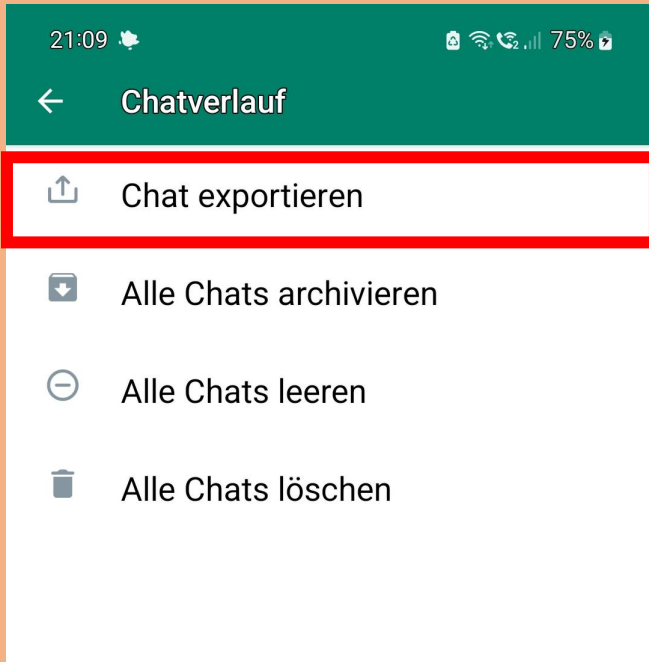 21:09 75%
Chatverlauf
Chat exportieren
Alle Chats archivieren
Alle Chats leeren
Alle Chats löschen